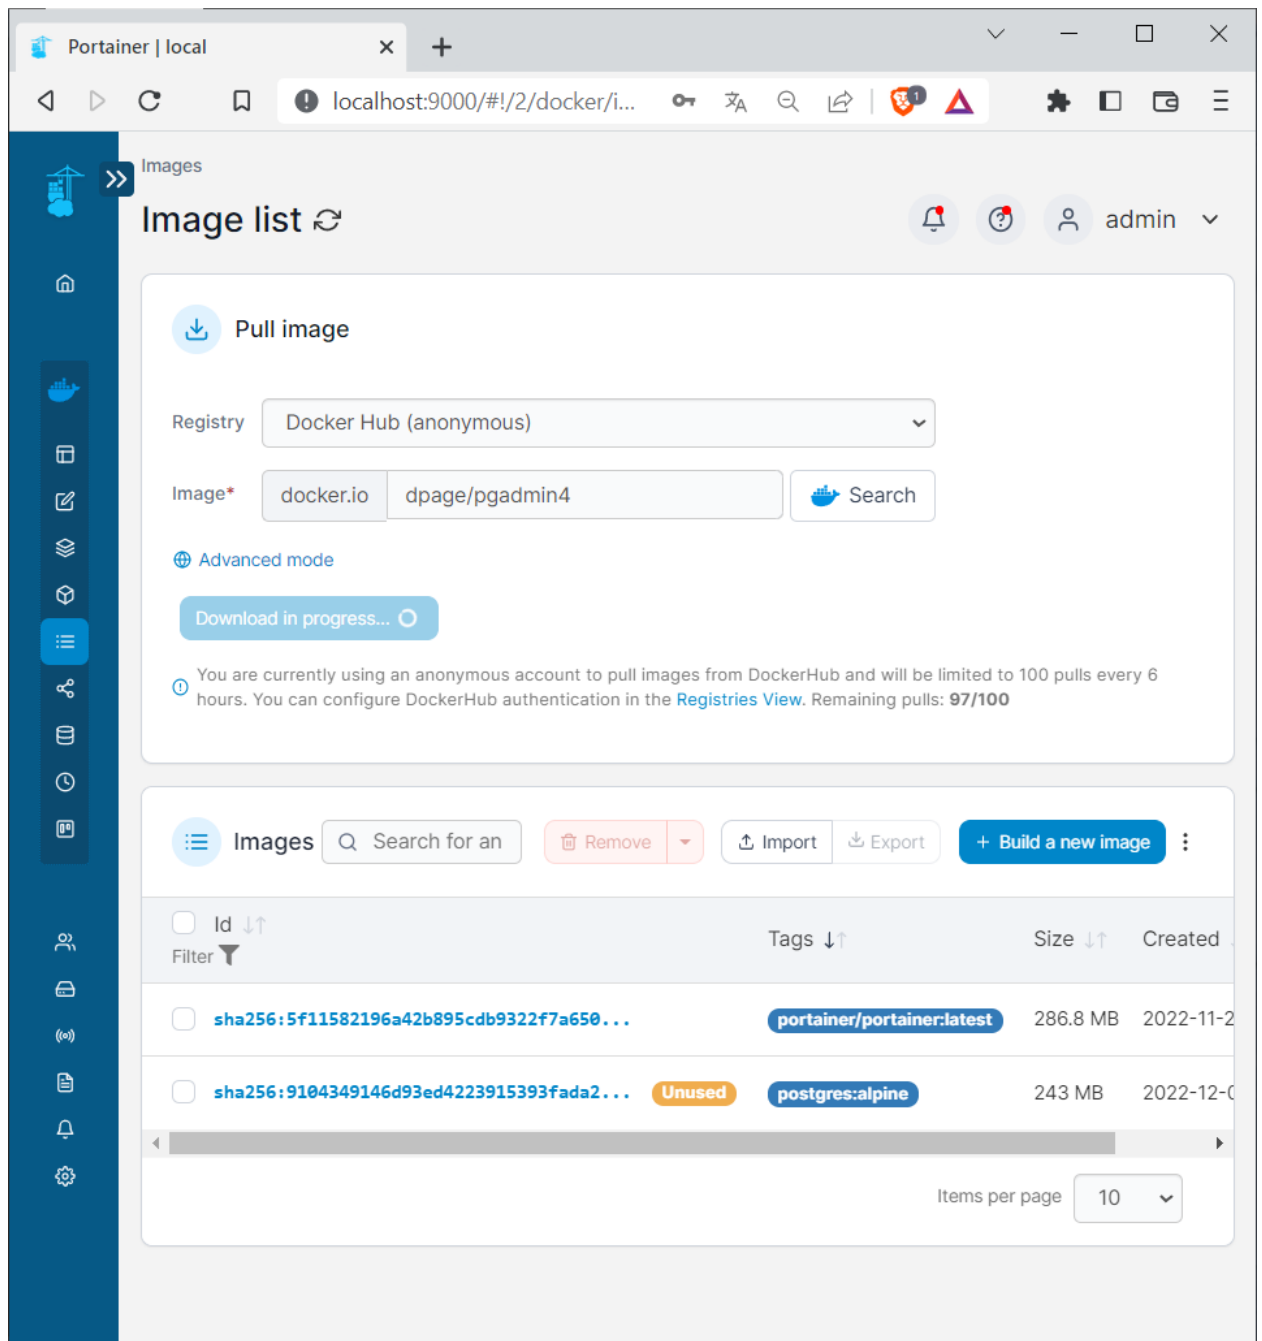 Portainer | local
localhost:9000/#!/2/docker/i...
1
Images
Image list
admin
Pull image
Registry
Docker Hub (anonymous)
Image*
docker.io
dpage/pgadmin4
Search
Advanced mode
Download in progress...
You are currently using an anonymous account to pull images from DockerHub and will be limited to 100 pulls every 6
hours. You can configure DockerHub authentication in the Registries View. Remaining pulls: 97/100
Images
Search for an
Remove
Import
Export
+ Build a new image
Id
Filter
Tags
Size
Created
sha256:5f11582196a42b895cdb9322f7a650...
portainer/portainer:latest
286.8 MB
2022-11-2
sha256:9104349146d93ed4223915393fada2...
Unused
postgres:alpine
243 MB
2022-12-0
Items per page
10